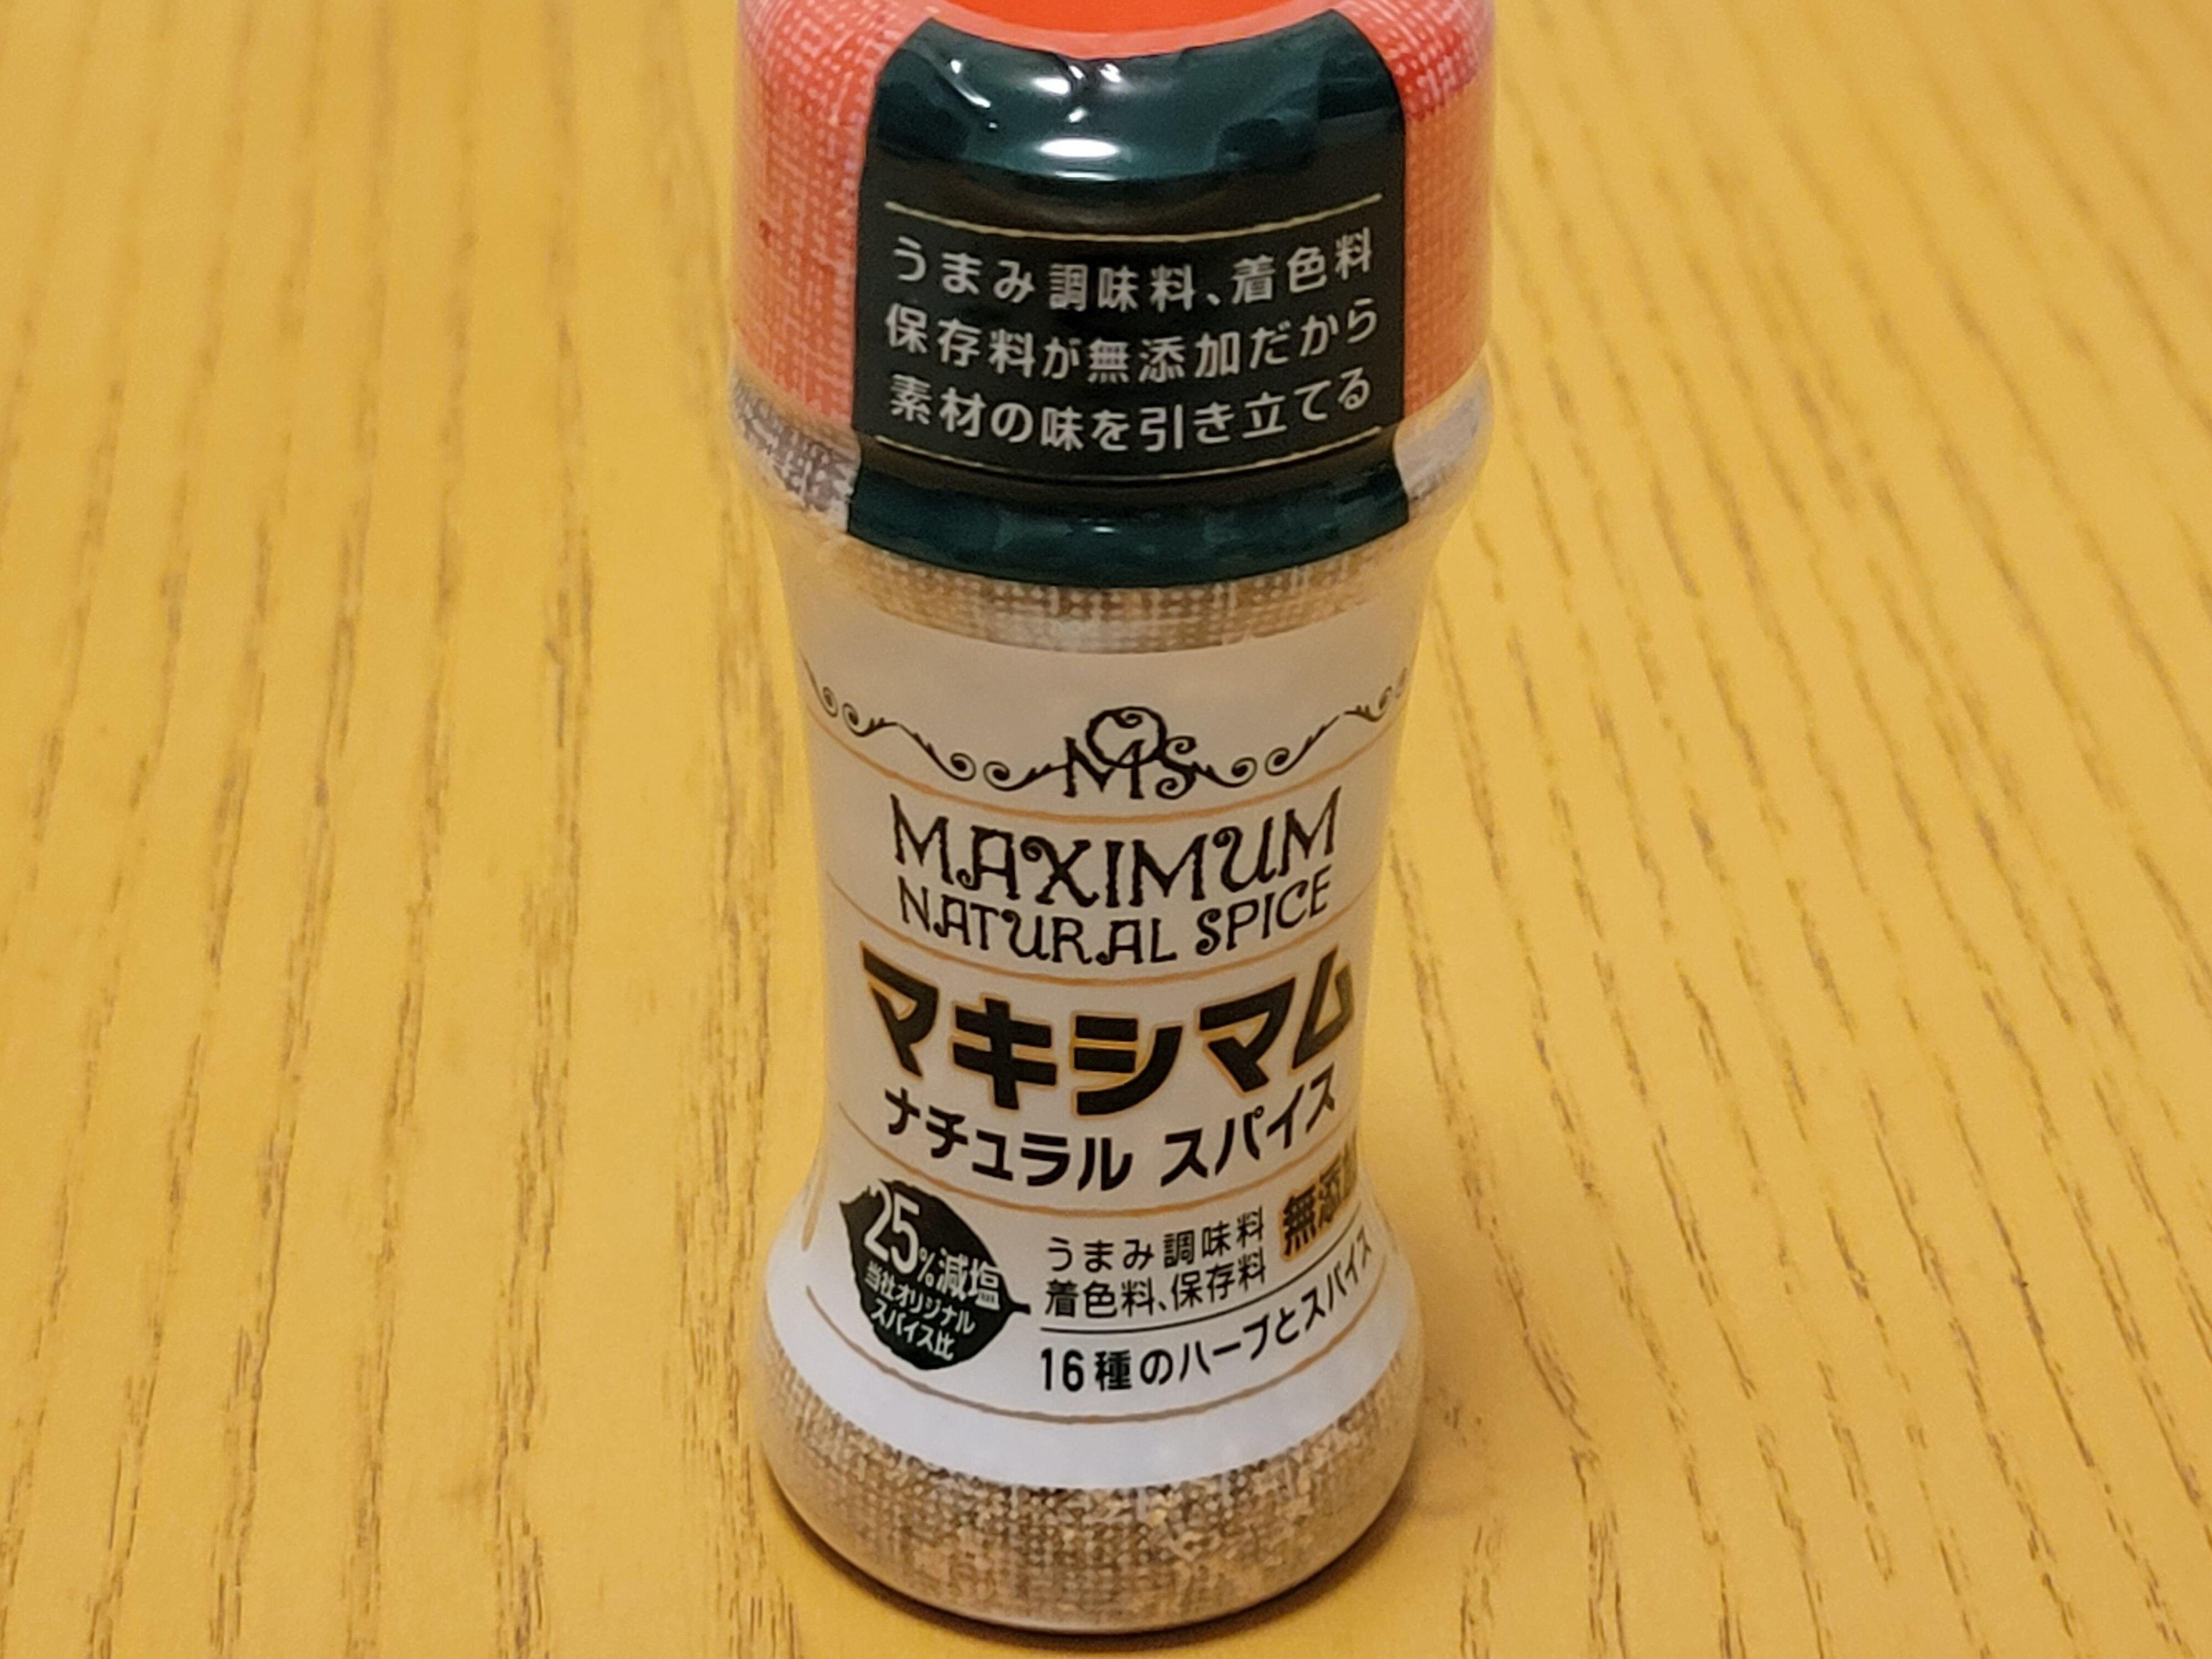 うまみ調味料、着色料
保存料が無添加だから
素材の味を引き立てる
MS
MAXIMUM
NATURAL SPICE
マキシマム
ナチュラル スパイス
25%減塩
当社オリジナル
スパイス比
うまみ調味料
着色料、保存料
無添加
16種のハーブとスパイス